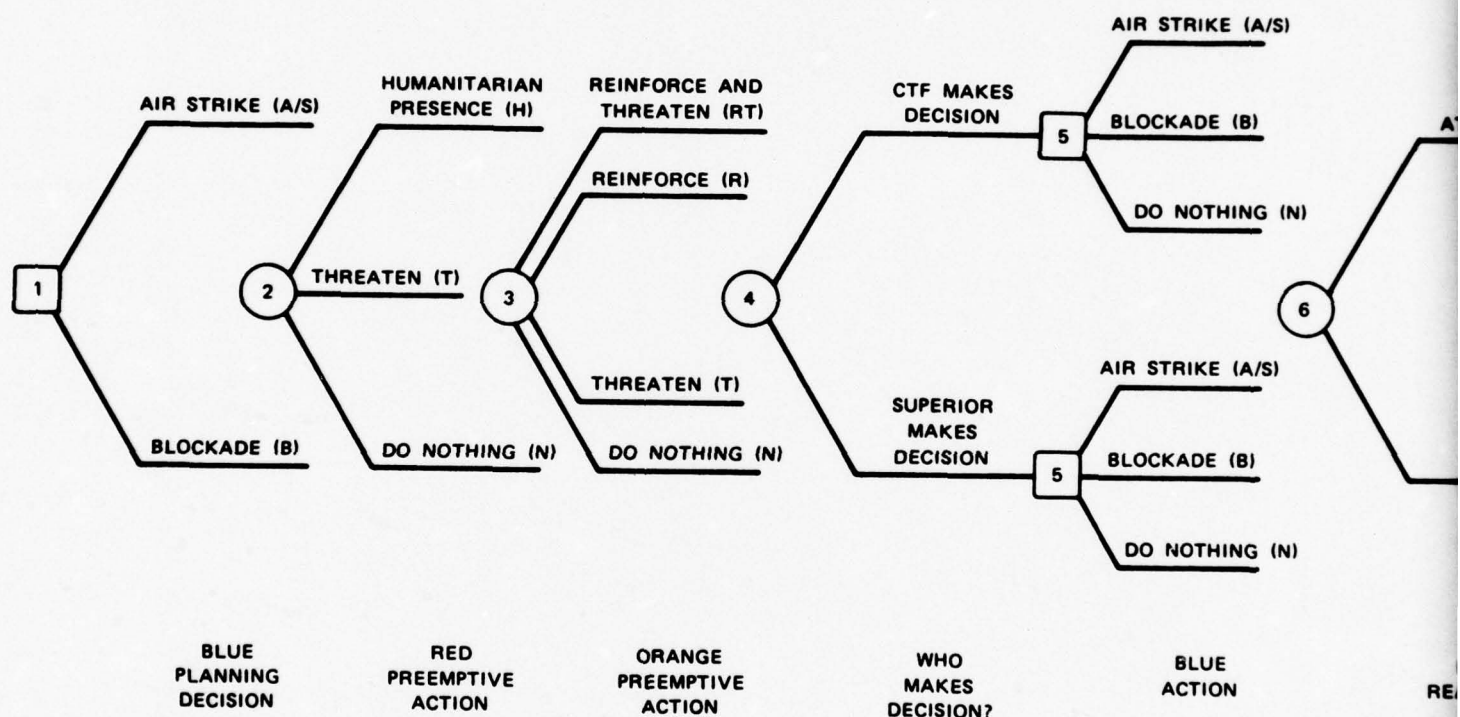 AIR STRIKE (A/S)
BLOCKADE (B)
1
HUMANITARIAN
PRESENCE (H)
THREATEN (T)
DO NOTHING (N)
2
REINFORCE AND
THREATEN (RT)
REINFORCE (R)
THREATEN (T)
DO NOTHING (N)
3
CTF MAKES
DECISION
SUPERIOR
MAKES
DECISION
4
AIR STRIKE (A/S)
BLOCKADE (B)
DO NOTHING (N)
5
AIR STRIKE (A/S)
BLOCKADE (B)
DO NOTHING (N)
5
6
BLUE
PLANNING
DECISION
RED
PREEMPTIVE
ACTION
ORANGE
PREEMPTIVE
ACTION
WHO
MAKES
DECISION?
BLUE
ACTION